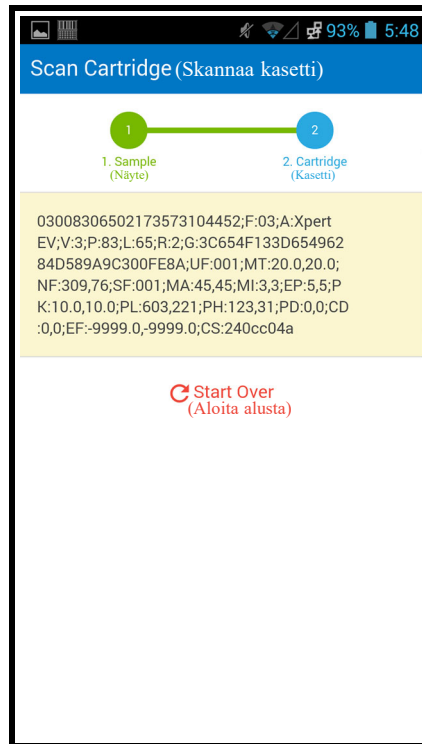 93% 5:48
Scan Cartridge (Skannaa kasetti)
1 2
1. Sample 2. Cartridge
(Näyte) (Kasetti)
03008306502173573104452;F:03;A:Xpert
EV;V:3;P:83;L:65;R:2;G:3C654F133D654962
84D589A9C300FE8A;UF:001;MT:20.0,20.0;
NF:309,76;SF:001;MA:45,45;MI:3,3;EP:5,5;P
K:10.0,10.0;PL:603,221;PH:123,31;PD:0,0;CD
:0,0;EF:-9999.0,-9999.0;CS:240cc04a
Start Over
(Aloita alusta)